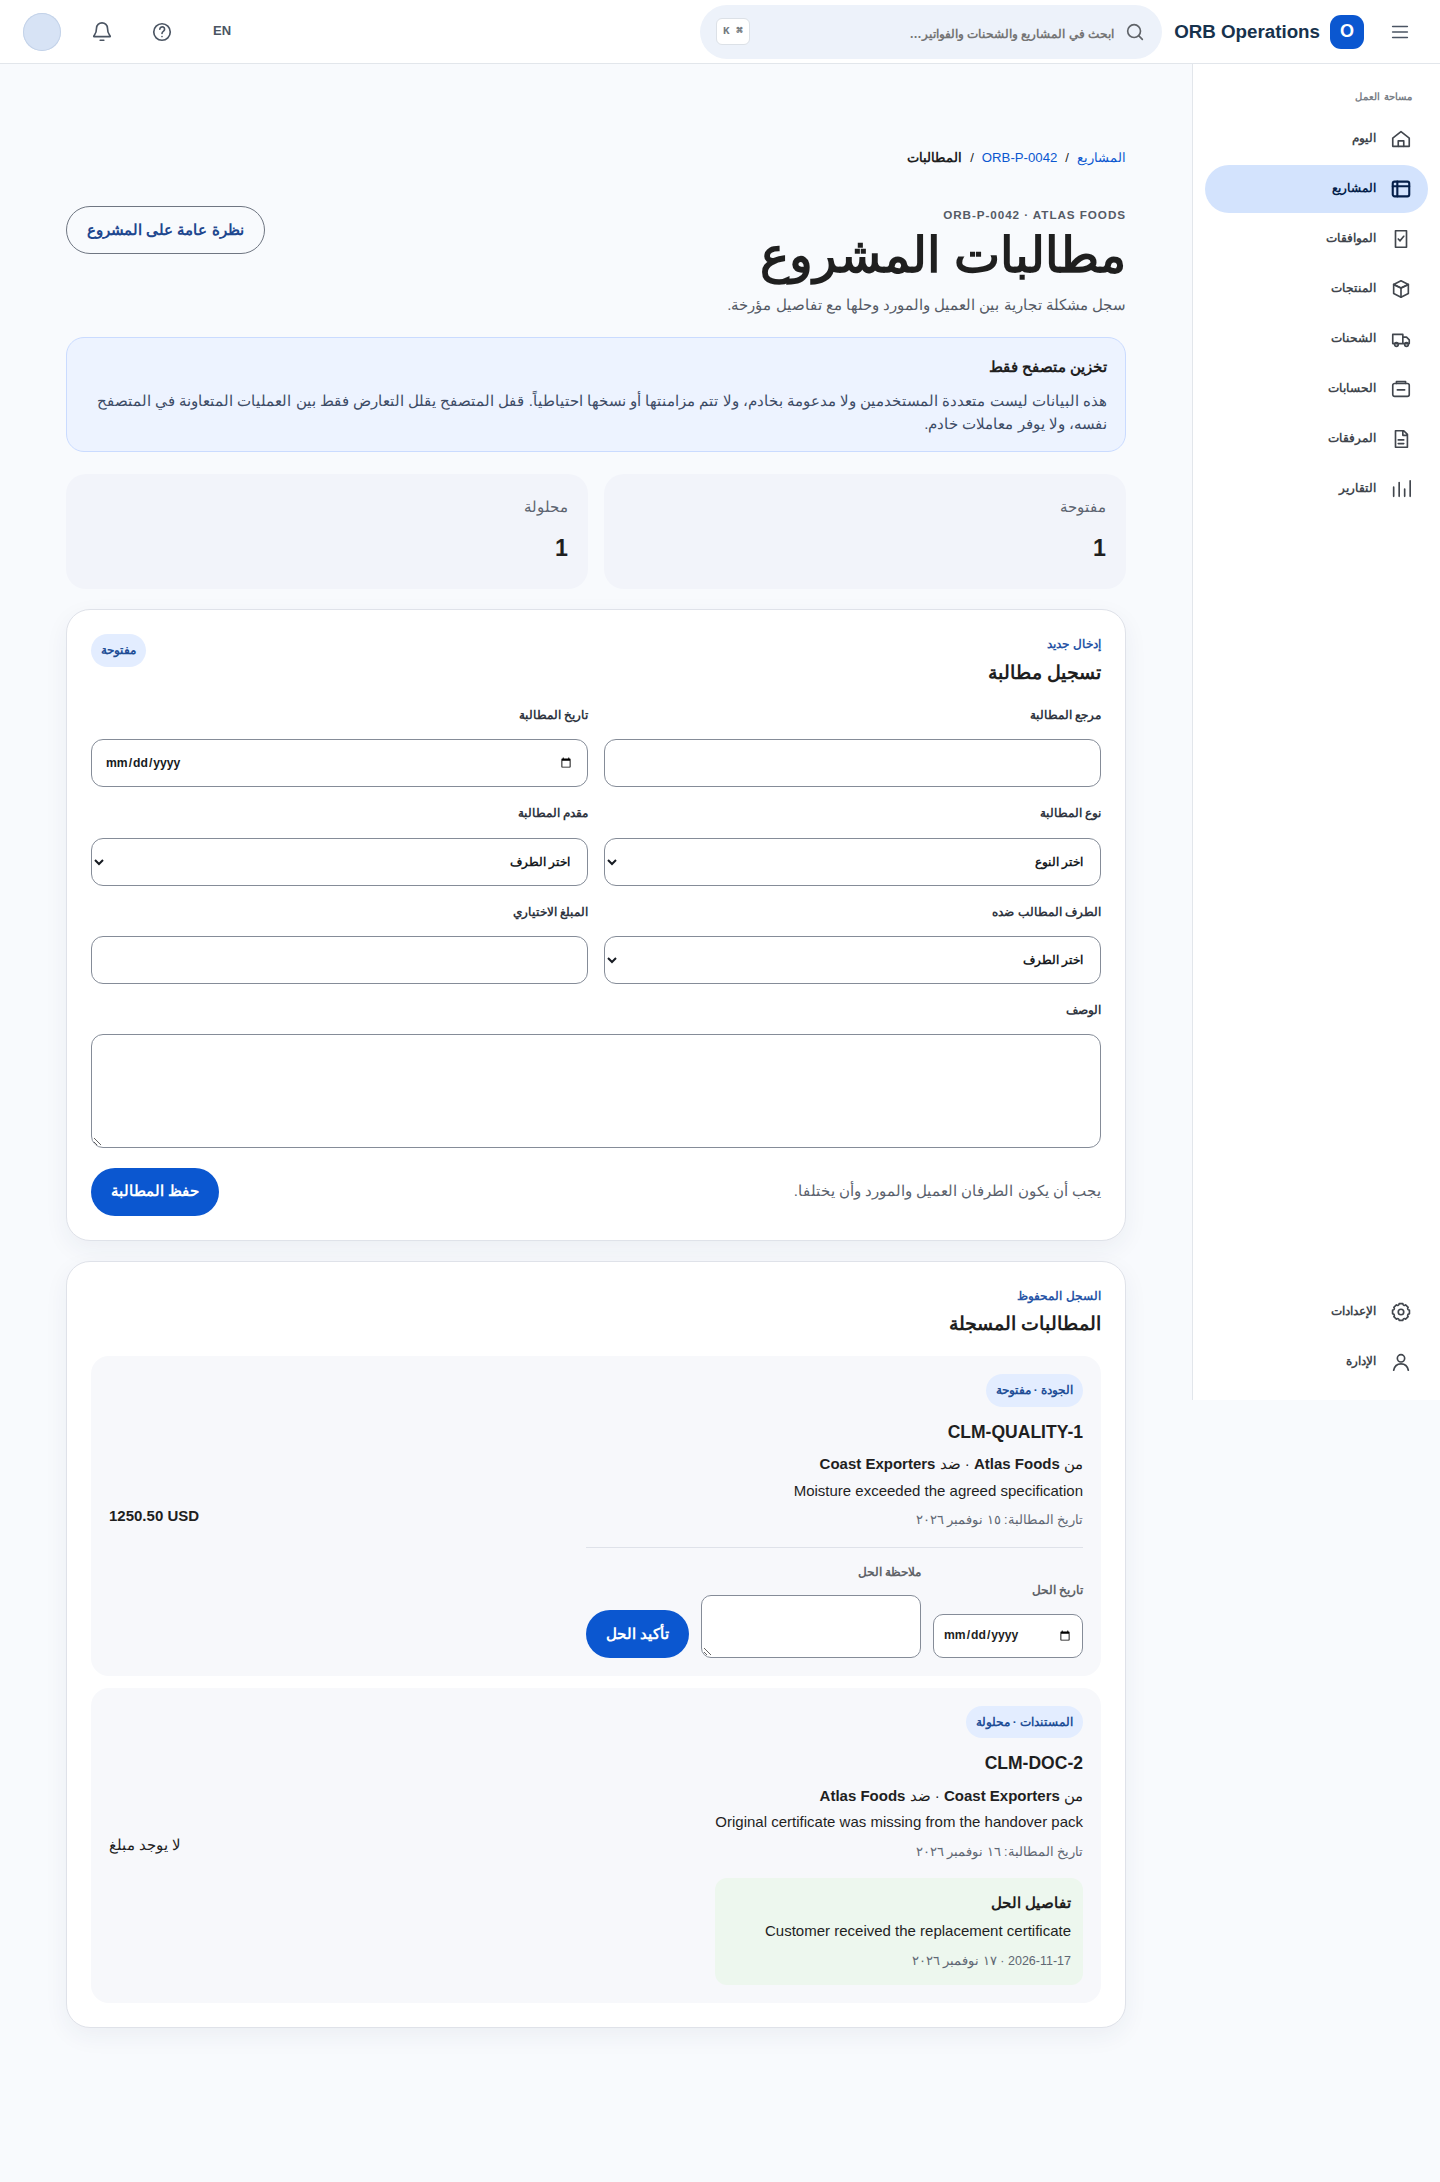 O
ORB Operations
ابحث في المشاريع والشحنات والفواتير...
⌘ K
EN
مساحة العمل
اليوم
المشاريع
الموافقات
المنتجات
الشحنات
الحسابات
المرفقات
التقارير
الإعدادات
الإدارة
المشاريع / ORB-P-0042 / المطالبات
ORB-P-0042 · ATLAS FOODS
مطالبات المشروع
سجل مشكلة تجارية بين العميل والمورد وحلها مع تفاصيل مؤرخة.
نظرة عامة على المشروع
تخزين متصفح فقط
هذه البيانات ليست متعددة المستخدمين ولا مدعومة بخادم، ولا تتم مزامنتها أو نسخها احتياطياً. قفل المتصفح يقلل التعارض فقط بين العمليات المتعاونة في المتصفح
نفسه، ولا يوفر معاملات خادم.
مفتوحة
1
محلولة
1
إدخال جديد
تسجيل مطالبة
مفتوحة
مرجع المطالبة
تاريخ المطالبة
mm/dd/yyyy
نوع المطالبة
اختر النوع
مقدم المطالبة
اختر الطرف
الطرف المطالب ضده
اختر الطرف
المبلغ الاختياري
الوصف
يجب أن يكون الطرفان العميل والمورد وأن يختلفا.
حفظ المطالبة
السجل المحفوظ
المطالبات المسجلة
الجودة · مفتوحة
CLM-QUALITY-1
من Atlas Foods · ضد Coast Exporters
Moisture exceeded the agreed specification
تاريخ المطالبة: ١٥ نوفمبر ٢٠٢٦
1250.50 USD
تاريخ الحل
mm/dd/yyyy
ملاحظة الحل
تأكيد الحل
المستندات · محلولة
CLM-DOC-2
من Coast Exporters · ضد Atlas Foods
Original certificate was missing from the handover pack
تاريخ المطالبة: ١٦ نوفمبر ٢٠٢٦
لا يوجد مبلغ
تفاصيل الحل
Customer received the replacement certificate
2026-11-17 · ١٧ نوفمبر ٢٠٢٦